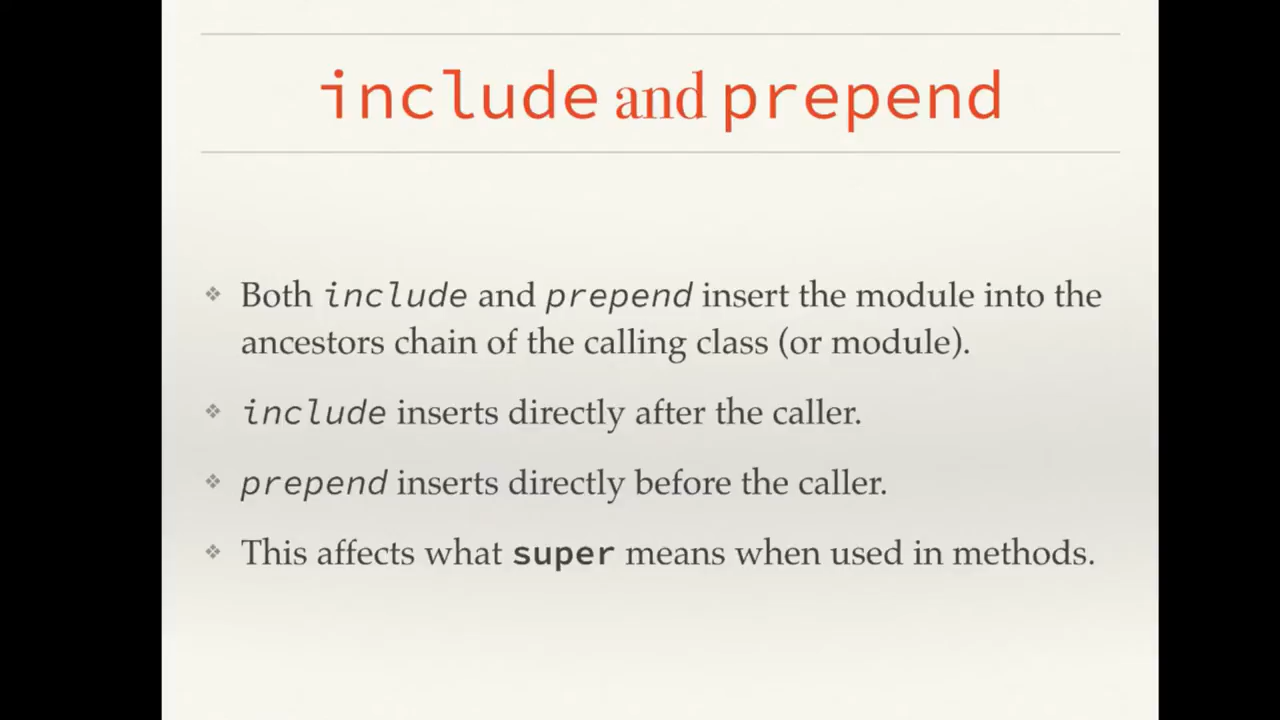 include and prepend
Both include and prepend insert the module into the
ancestors chain of the calling class (or module).
include inserts directly after the caller.
prepend inserts directly before the caller.
This affects what super means when used in methods.